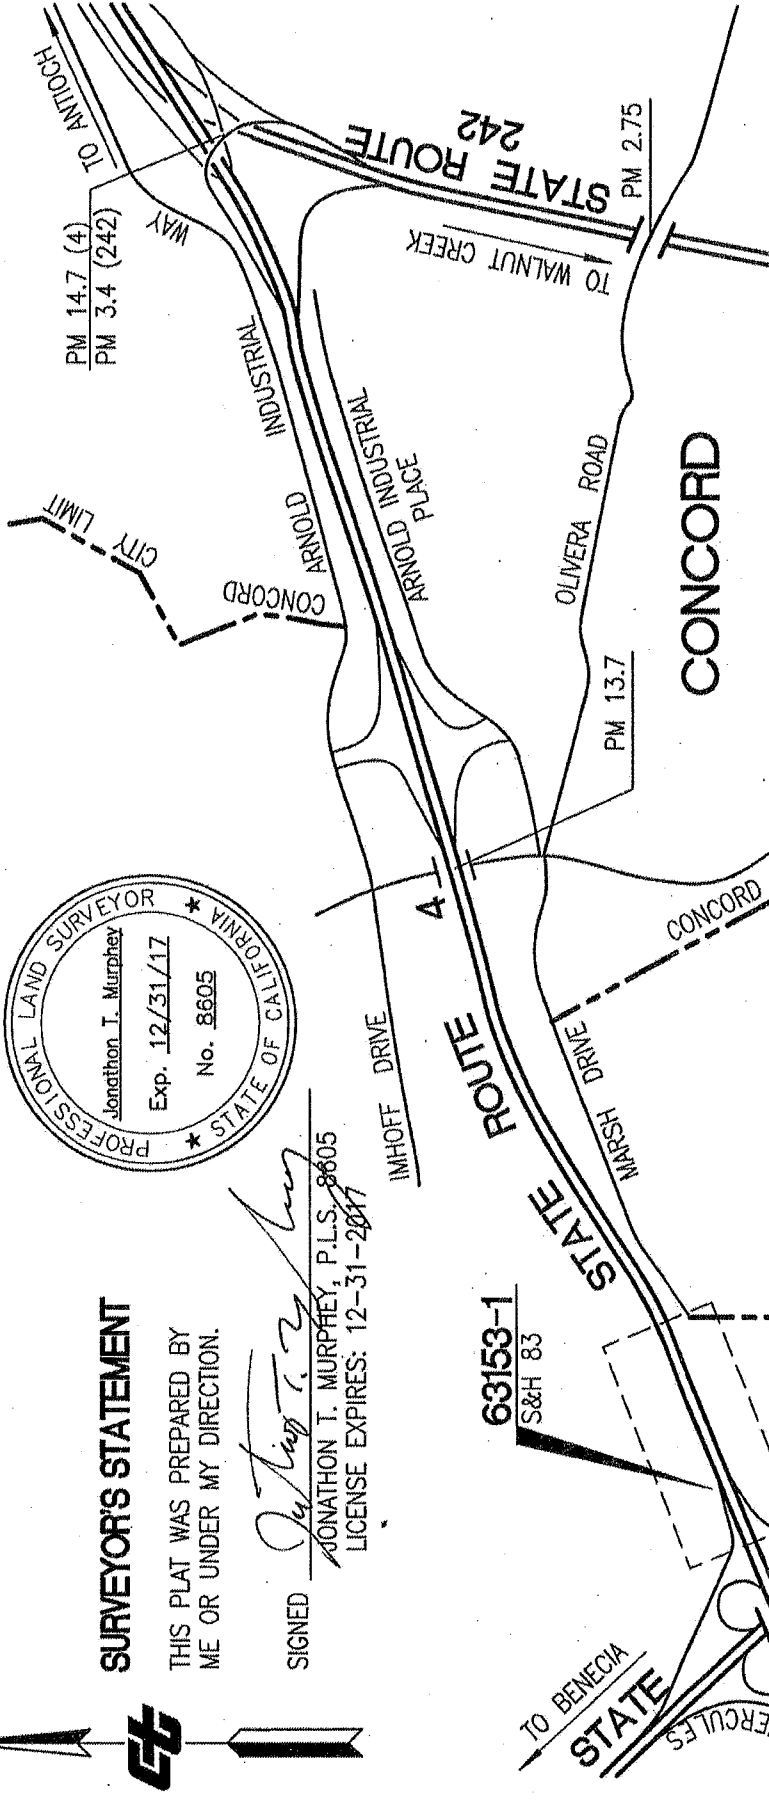 SURVEYOR'S STATEMENT
THIS PLAT WAS PREPARED BY
ME OR UNDER MY DIRECTION.
SIGNED
JONATHON T. MURPHEY, P.L.S. 8605
LICENSE EXPIRES: 12-31-2017
PROFESSIONAL LAND SURVEYOR
Jonathon T. Murphey
Exp. 12/31/17
No. 8605
★ STATE OF CALIFORNIA ★
CONCORD CITY LIMIT
PM 14.7 (4)
PM 3.4 (242)
TO ANTIOCH
ARNOLD INDUSTRIAL WAY
ARNOLD INDUSTRIAL
PLACE
STATE ROUTE
242
TO WALNUT CREEK
PM 2.75
IMHOFF DRIVE
STATE ROUTE 4
OLIVERA ROAD
PM 13.7
CONCORD
63153-1
S&H 83
MARSH DRIVE
CONCORD
TO BENECIA
STATE
ERCULES